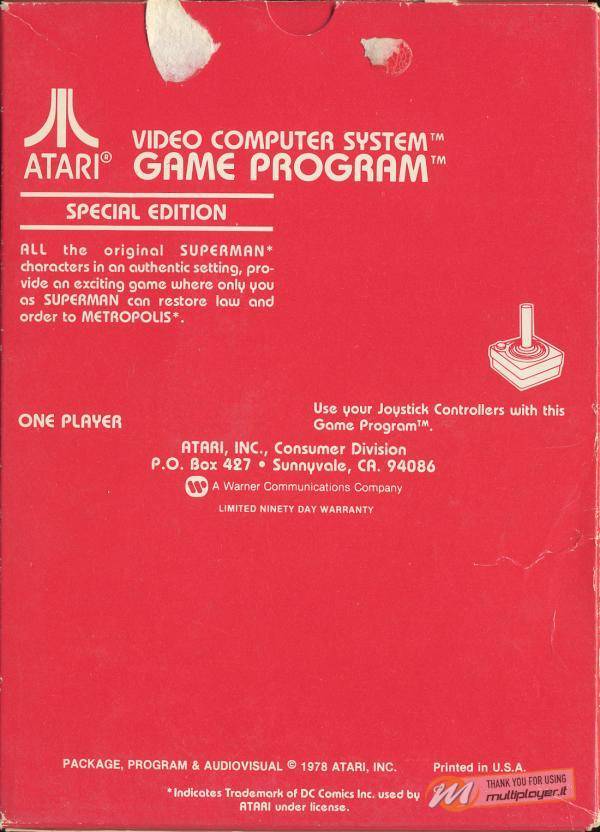 ATARI®
VIDEO COMPUTER SYSTEM™
GAME PROGRAM™
SPECIAL EDITION
ALL the original SUPERMAN*
characters in an authentic setting, pro-
vide an exciting game where only you
as SUPERMAN can restore law and
order to METROPOLIS*.
ONE PLAYER
Use your Joystick Controllers with this
Game Program™.
ATARI, INC., Consumer Division
P.O. Box 427 • Sunnyvale, CA. 94086
A Warner Communications Company
LIMITED NINETY DAY WARRANTY
PACKAGE, PROGRAM & AUDIOVISUAL © 1978 ATARI, INC.
Printed in U.S.A.
*Indicates Trademark of DC Comics Inc. used by
ATARI under license.
THANK YOU FOR USING
multiplayer.it